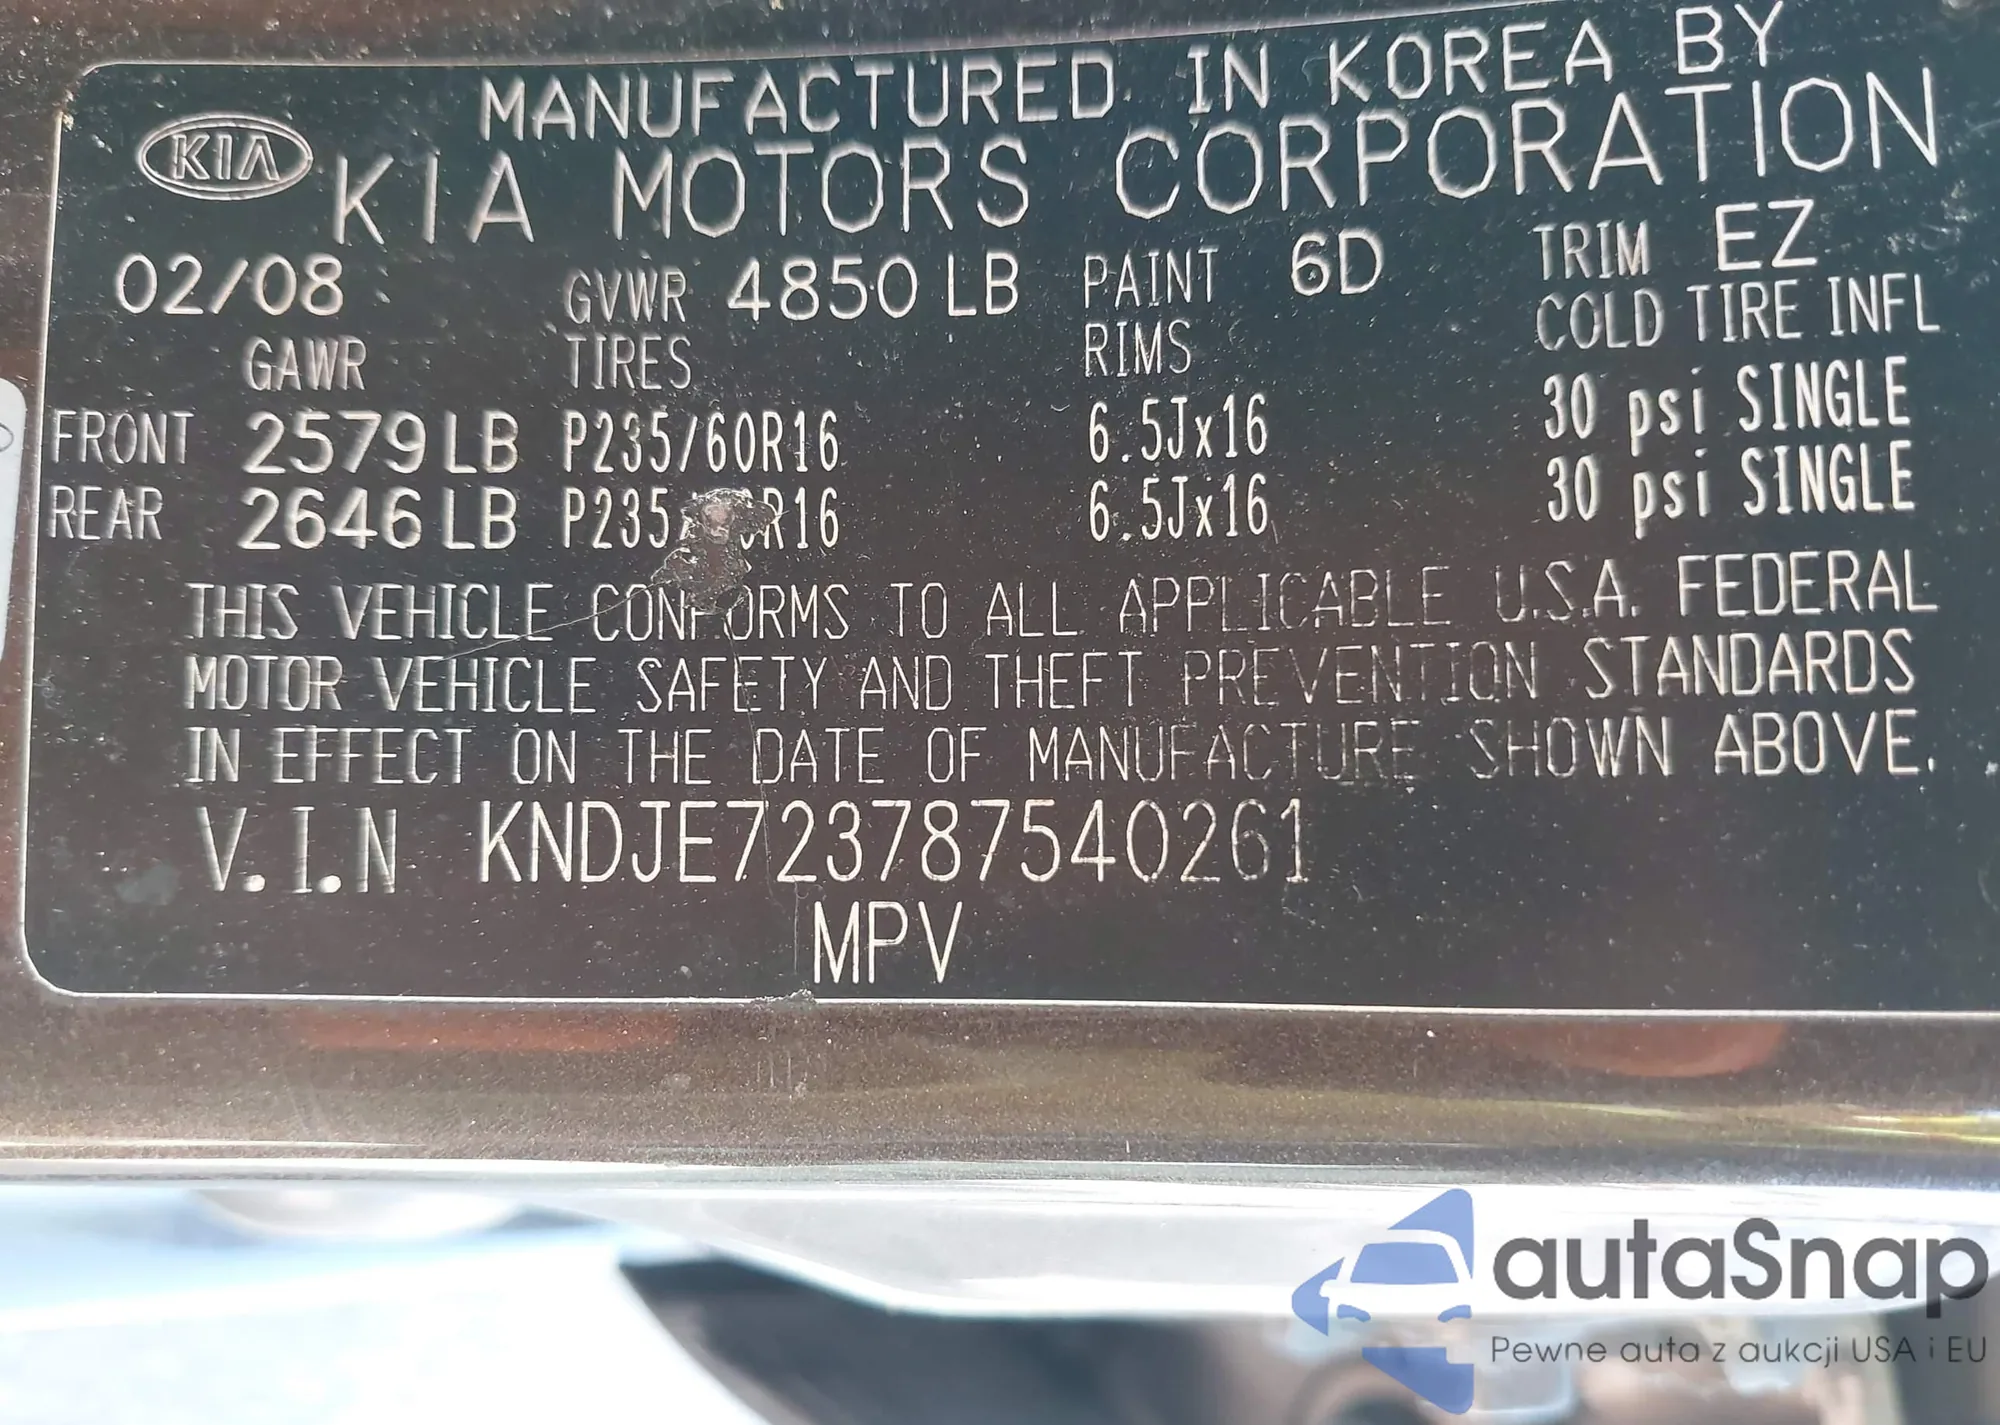 MANUFACTURED IN KOREA BY
KIA KIA MOTORS CORPORATION
02/08 GVWR 4850 LB PAINT 6D TRIM EZ
GAWR TIRES RIMS COLD TIRE INFL
FRONT 2579 LB P235/60R16 6.5Jx16 30 psi SINGLE
REAR 2646 LB P235/60R16 6.5Jx16 30 psi SINGLE
THIS VEHICLE CONFORMS TO ALL APPLICABLE U.S.A. FEDERAL
MOTOR VEHICLE SAFETY AND THEFT PREVENTION STANDARDS
IN EFFECT ON THE DATE OF MANUFACTURE SHOWN ABOVE.
V.I.N KNDJE723787540261
MPV
autaSnap
Pewne auta z aukcji USA i EU